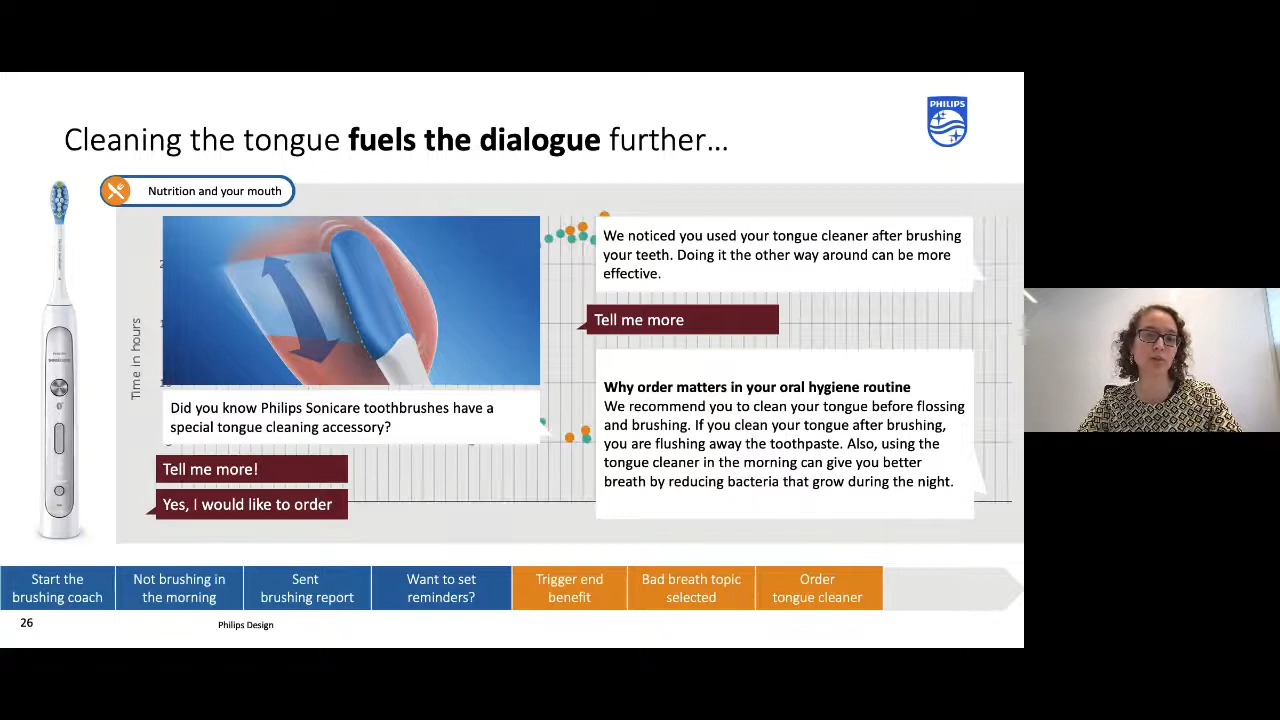 PHILIPS
Cleaning the tongue fuels the dialogue further...
Nutrition and your mouth
We noticed you used your tongue cleaner after brushing
your teeth. Doing it the other way around can be more
effective.
Tell me more
Time in hours
Why order matters in your oral hygiene routine
We recommend you to clean your tongue before flossing
and brushing. If you clean your tongue after brushing,
you are flushing away the toothpaste. Also, using the
tongue cleaner in the morning can give you better
breath by reducing bacteria that grow during the night.
Did you know Philips Sonicare toothbrushes have a
special tongue cleaning accessory?
Tell me more!
Yes, I would like to order
sonicare
Start the
brushing coach
Not brushing in
the morning
Sent
brushing report
Want to set
reminders?
Trigger end
benefit
Bad breath topic
selected
Order
tongue cleaner
26
Philips Design